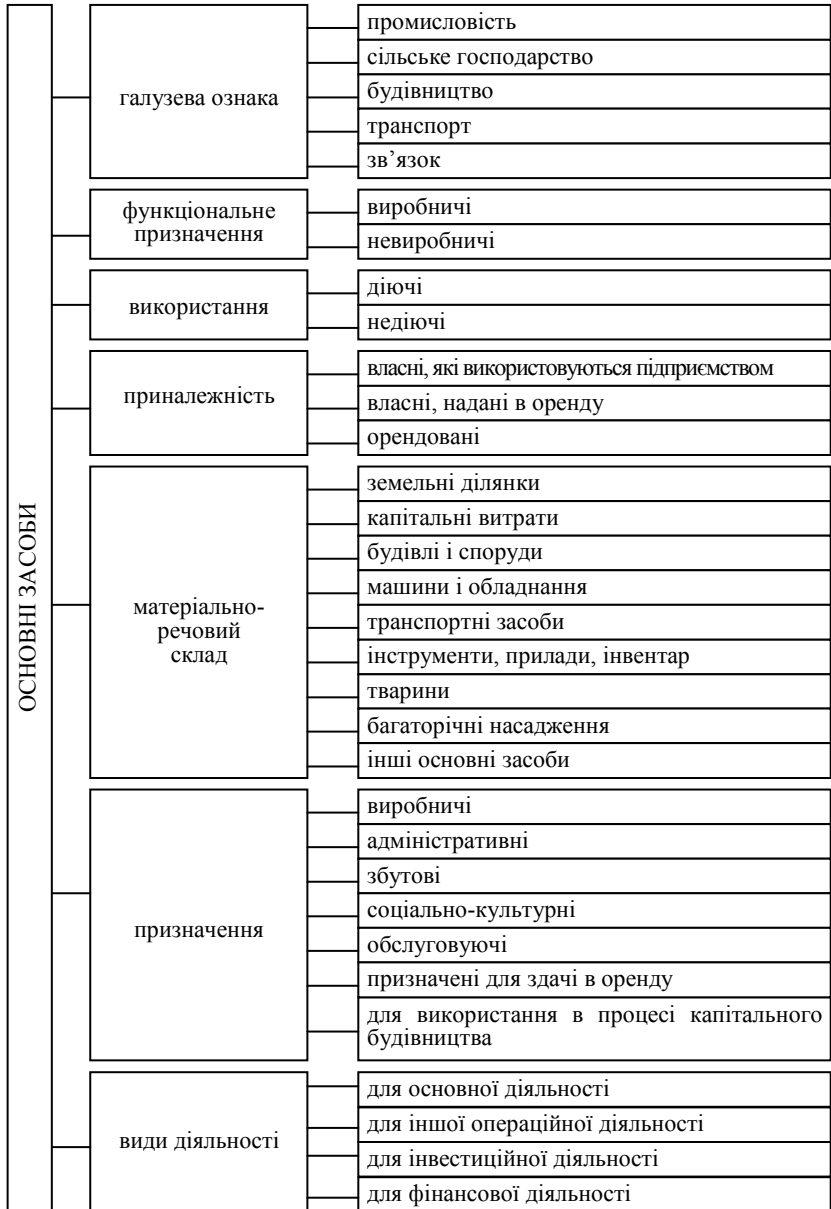 ОСНОВНІ ЗАСОБИ
галузева ознака
промисловість
сільське господарство
будівництво
транспорт
зв’язок
функціональне
призначення
виробничі
невиробничі
використання
діючі
недіючі
приналежність
власні, які використовуються підприємством
власні, надані в оренду
орендовані
матеріально-
речовий
склад
земельні ділянки
капітальні витрати
будівлі і споруди
машини і обладнання
транспортні засоби
інструменти, прилади, інвентар
тварини
багаторічні насадження
інші основні засоби
призначення
виробничі
адміністративні
збутові
соціально-культурні
обслуговуючі
призначені для здачі в оренду
для використання в процесі капітального
будівництва
види діяльності
для основної діяльності
для іншої операційної діяльності
для інвестиційної діяльності
для фінансової діяльності